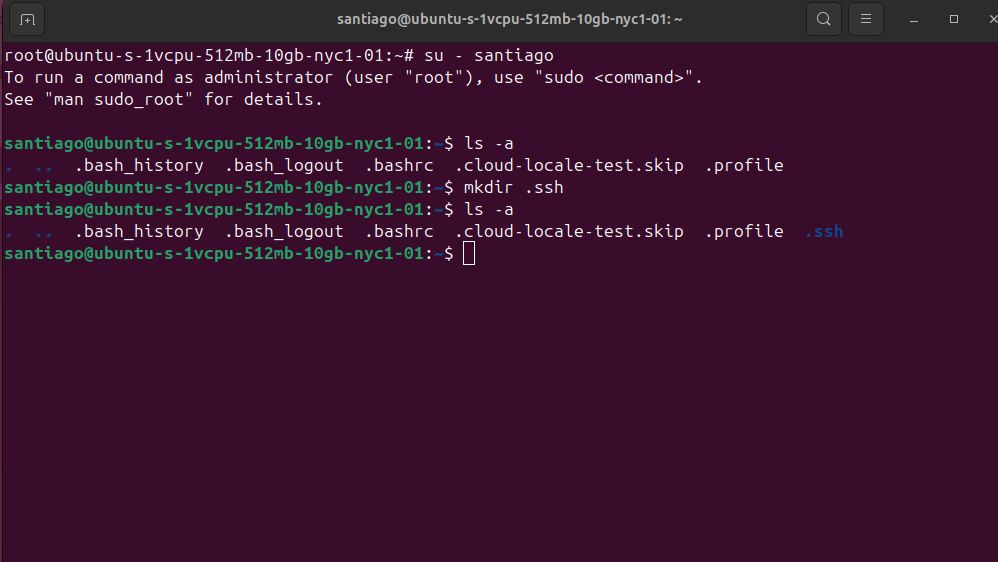 santiago@ubuntu-s-1vcpu-512mb-10gb-nyc1-01: ~
root@ubuntu-s-1vcpu-512mb-10gb-nyc1-01:~# su - santiago
To run a command as administrator (user "root"), use "sudo <command>".
See "man sudo_root" for details.
santiago@ubuntu-s-1vcpu-512mb-10gb-nyc1-01:~$ ls -a
.  ..  .bash_history  .bash_logout  .bashrc  .cloud-locale-test.skip  .profile
santiago@ubuntu-s-1vcpu-512mb-10gb-nyc1-01:~$ mkdir .ssh
santiago@ubuntu-s-1vcpu-512mb-10gb-nyc1-01:~$ ls -a
.  ..  .bash_history  .bash_logout  .bashrc  .cloud-locale-test.skip  .profile  .ssh
santiago@ubuntu-s-1vcpu-512mb-10gb-nyc1-01:~$